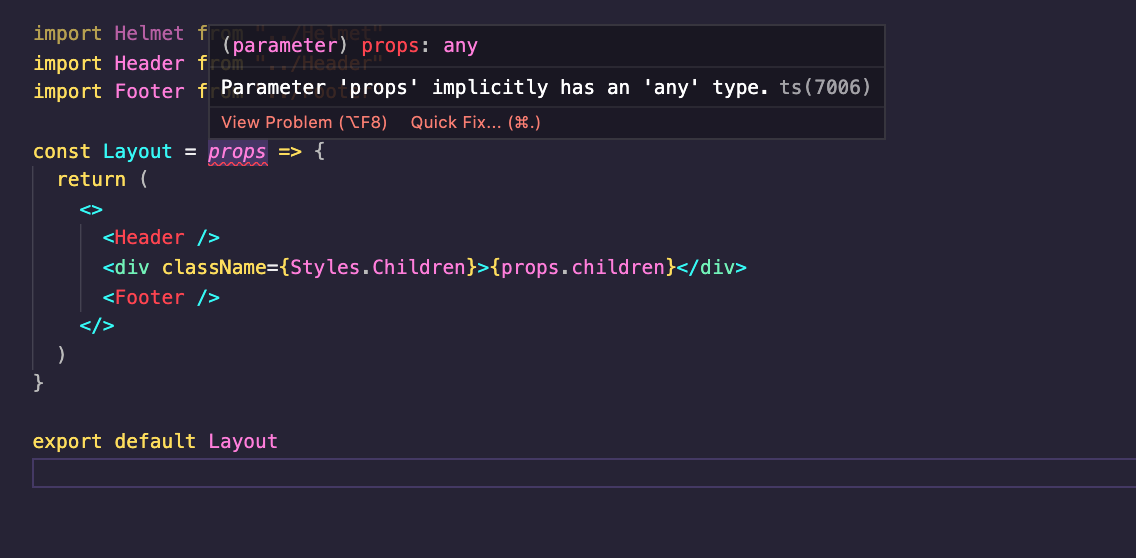 import Helmet from "../Helmet"
(parameter) props: any
import Header from "../Header"
Parameter 'props' implicitly has an 'any' type. ts(7006)
import Footer from
View Problem (⌥F8) Quick Fix... (⌘.)
const Layout = props => {
return (
<>
<Header />
<div className={Styles.Children}>{props.children}</div>
<Footer />
</>
)
}
export default Layout